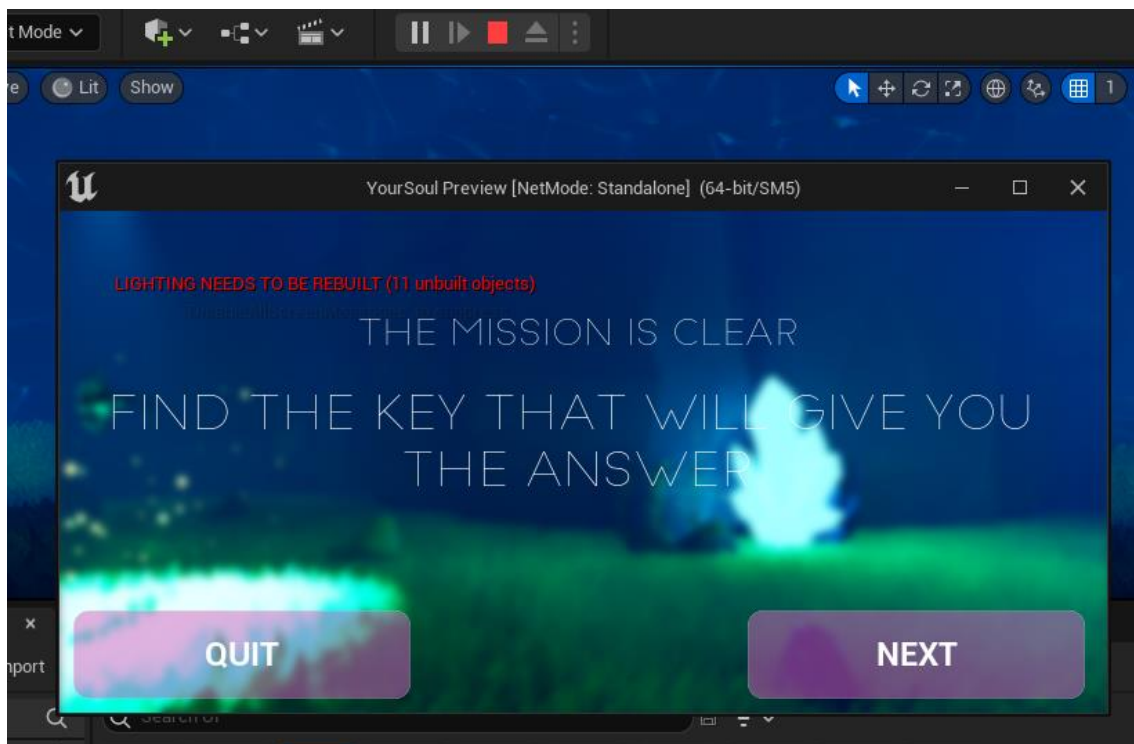 t Mode
Lit
Show
1
YourSoul Preview [NetMode: Standalone] (64-bit/SM5)
LIGHTING NEEDS TO BE REBUILT (11 unbuilt objects)
THE MISSION IS CLEAR
FIND THE KEY THAT WILL GIVE YOU
THE ANSWER
QUIT
NEXT
nport